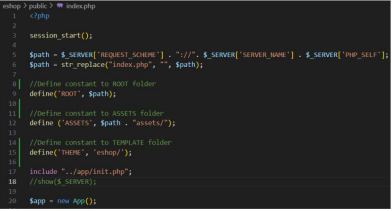 eshop > public > index.php
1 <?php
2
3 session_start();
4
5 $path = $_SERVER['REQUEST_SCHEME'] . "://". $_SERVER['SERVER_NAME'] . $_SERVER['PHP_SELF'];
6 $path = str_replace("index.php", "", $path);
7
8 //Define constant to ROOT folder
9 define('ROOT', $path);
10
11 //Define constant to ASSETS folder
12 define ('ASSETS', $path . "assets/");
13
14 //Define constant to TEMPLATE folder
15 define('THEME', 'eshop/');
16
17 include "../app/init.php";
18 //show($_SERVER);
19
20 $app = new App();